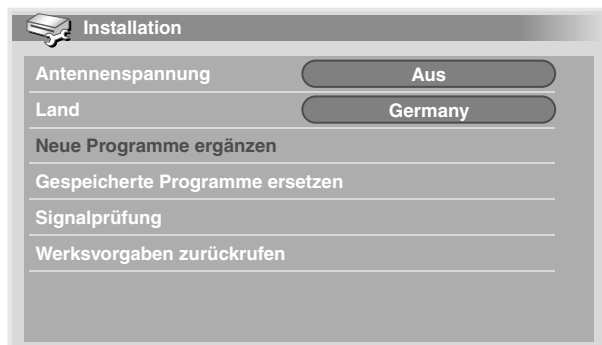 Installation
Antennenspannung Aus
Land Germany
Neue Programme ergänzen
Gespeicherte Programme ersetzen
Signalprüfung
Werksvorgaben zurückrufen